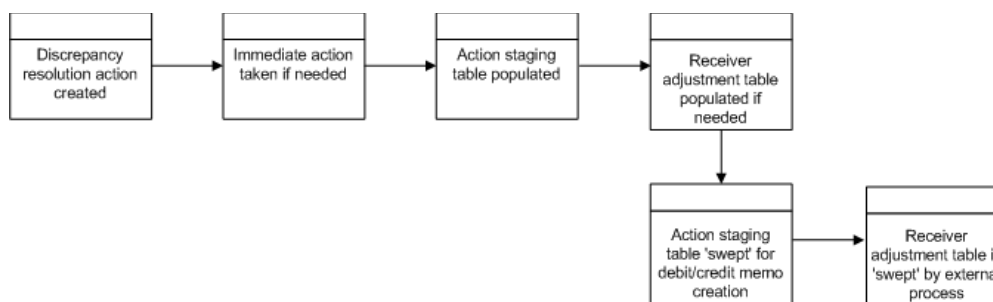 Discrepancy
resolution action
created
Immediate action
taken if needed
Action staging
table populated
Receiver
adjustment table
populated if
needed
Action staging
table 'swept' for
debit/credit memo
creation
Receiver
adjustment table i
'swept' by externa
process